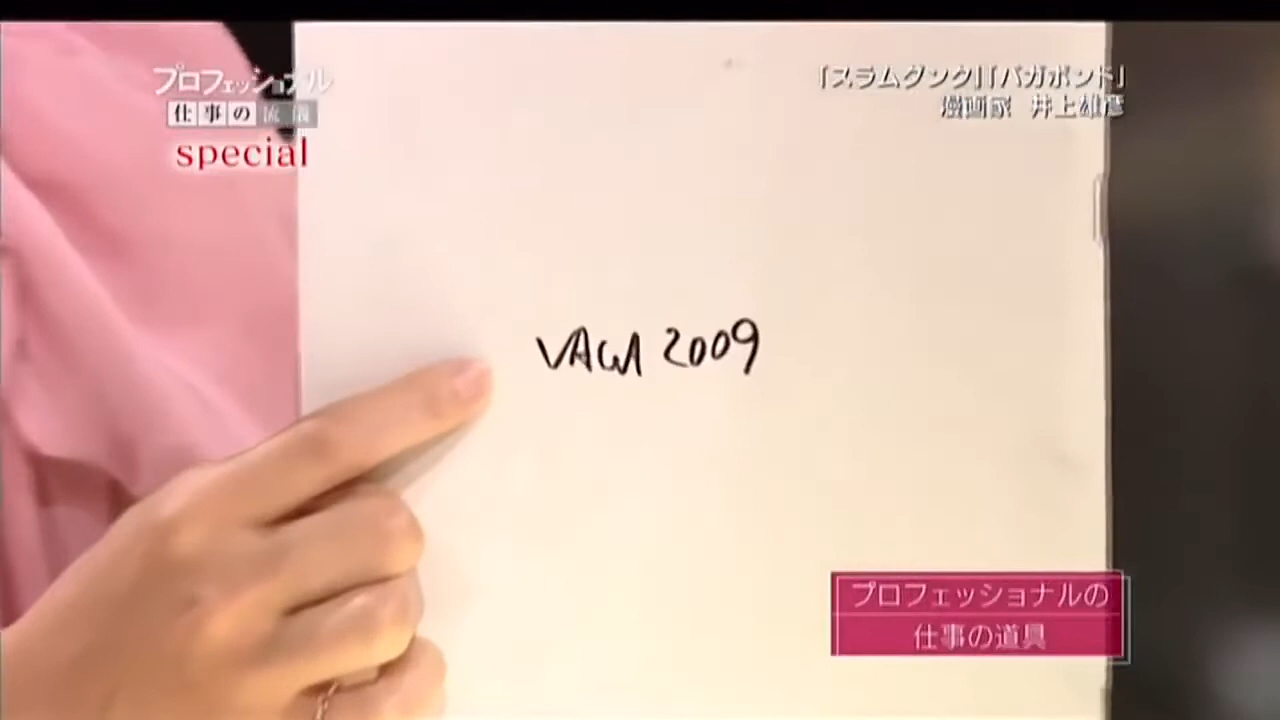 プロフェッショナル
仕事の流儀
special
「スラムダンク」「バガボンド」
漫画家 井上雄彦
2009
プロフェッショナルの
仕事の道具